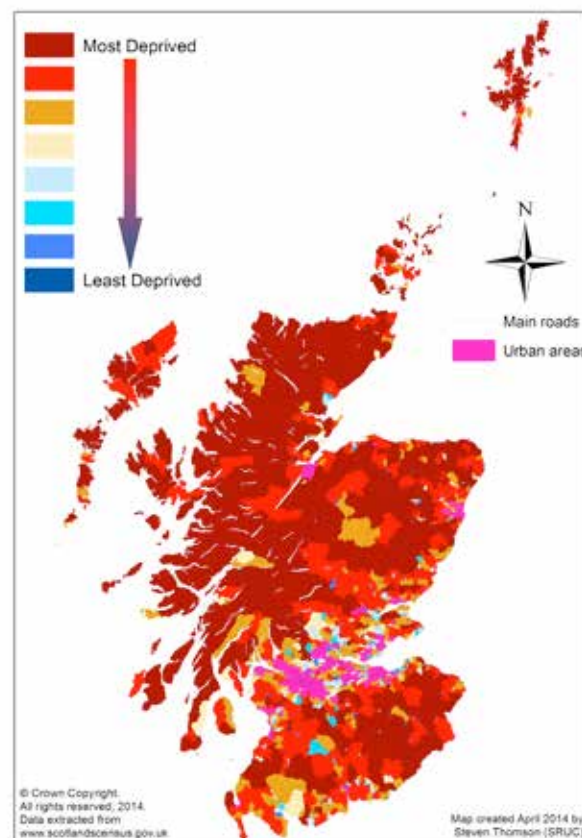 Most Deprived
Least Deprived
N
Main roads
Urban areas
© Crown Copyright.
All rights reserved, 2014.
Data extracted from
www.scotlandscensus.gov.uk
Map created April 2014 by
Steven Thomson (SRUC)